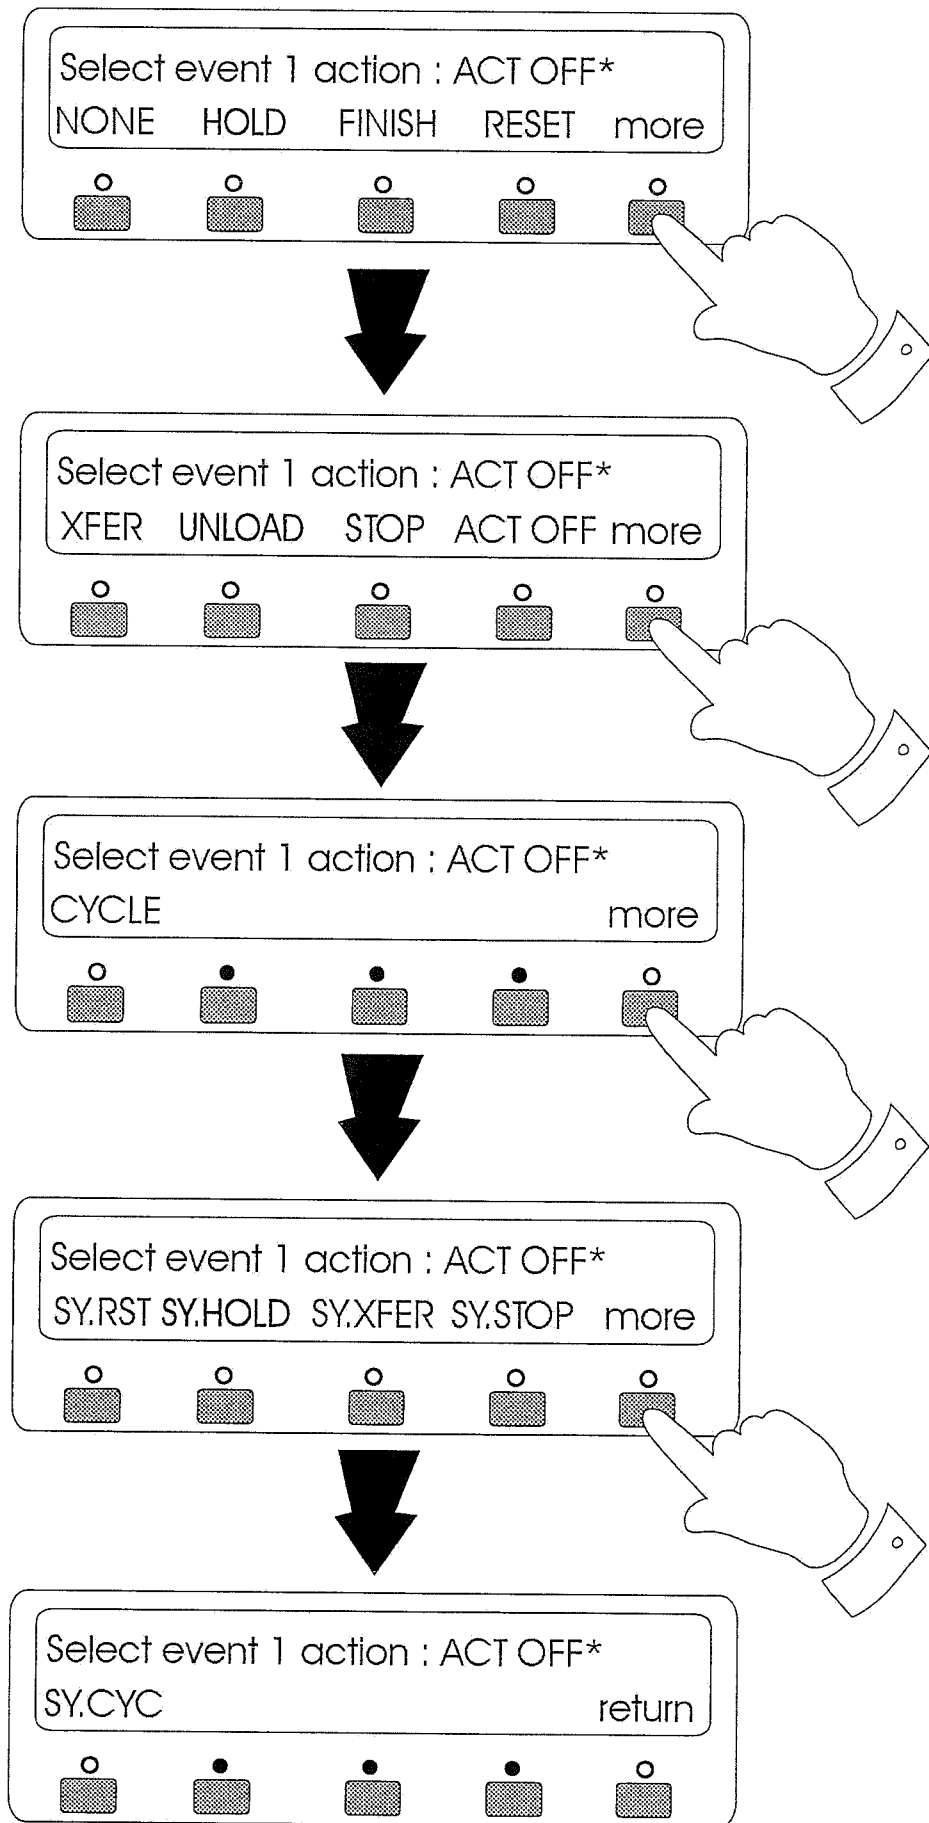 Select event 1 action : ACT OFF*
NONE HOLD FINISH RESET more
Select event 1 action : ACT OFF*
XFER UNLOAD STOP ACT OFF more
Select event 1 action : ACT OFF*
CYCLE more
Select event 1 action : ACT OFF*
SY.RST SY.HOLD SY.XFER SY.STOP more
Select event 1 action : ACT OFF*
SY.CYC return